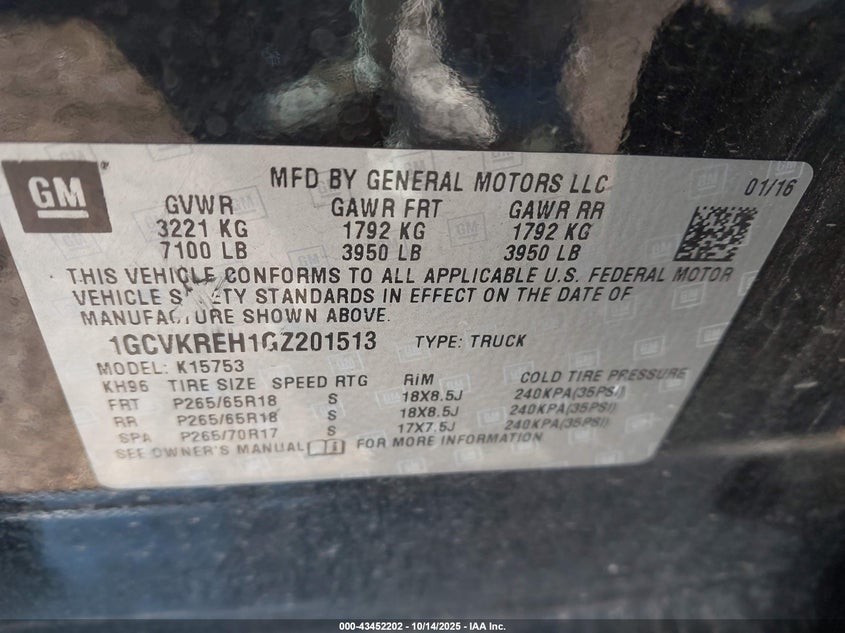 GM
MFD BY GENERAL MOTORS LLC
01/16
GVWR GAWR FRT GAWR RR
3221 KG 1792 KG 1792 KG
7100 LB 3950 LB 3950 LB
THIS VEHICLE CONFORMS TO ALL APPLICABLE U.S. FEDERAL MOTOR
VEHICLE S ETY STANDARDS IN EFFECT ON THE DATE OF
MANUFACTURE SHOWN ABOVE.
1GCVKREH1GZ201513 TYPE: TRUCK
MODEL: K15753
KH96 TIRE SIZE SPEED RTG RIM COLD TIRE PRESSURE
FRT P265/65R18 S 18X8.5J 240KPA(35PSI)
RR P265/65R18 S 18X8.5J 240KPA(35PSI)
SPA P265/70R17 S 17X7.5J 240KPA(35PSI)
SEE OWNER'S MANUAL FOR MORE INFORMATION
000-43452202 - 10/14/2025 - IAA Inc.